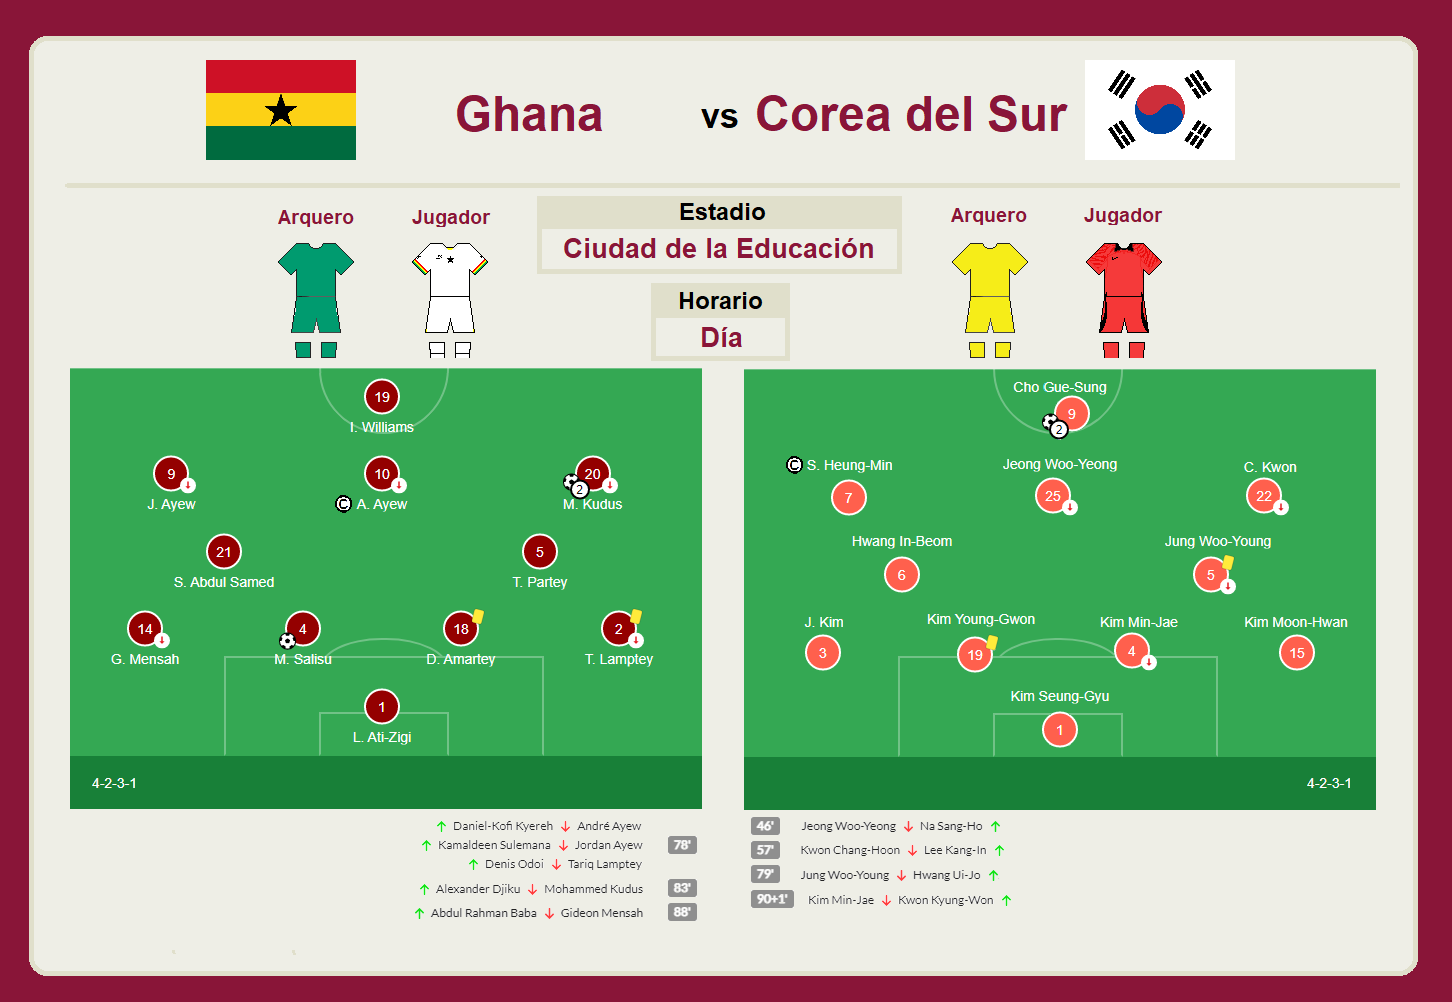 Ghana vs Corea del Sur
Arquero Jugador
Estadio
Ciudad de la Educación
Horario
Día
Arquero Jugador
19
I. Williams
9
J. Ayew
10
C A. Ayew
20
2
M. Kudus
21
S. Abdul Samed
5
T. Partey
14
G. Mensah
4
M. Salisu
18
D. Amartey
2
T. Lamptey
1
L. Ati-Zigi
4-2-3-1
Cho Gue-Sung
9
2
C S. Heung-Min
7
Jeong Woo-Yeong
25
C. Kwon
22
Hwang In-Beom
6
Jung Woo-Young
5
J. Kim
3
Kim Young-Gwon
19
Kim Min-Jae
4
Kim Moon-Hwan
15
Kim Seung-Gyu
1
4-2-3-1
↑ Daniel-Kofi Kyereh ↓ André Ayew
↑ Kamaldeen Sulemana ↓ Jordan Ayew 78'
↑ Denis Odoi ↓ Tariq Lamptey
↑ Alexander Djiku ↓ Mohammed Kudus 83'
↑ Abdul Rahman Baba ↓ Gideon Mensah 88'
46' Jeong Woo-Yeong ↓ Na Sang-Ho ↑
57' Kwon Chang-Hoon ↓ Lee Kang-In ↑
79' Jung Woo-Young ↓ Hwang Ui-Jo ↑
90+1' Kim Min-Jae ↓ Kwon Kyung-Won ↑